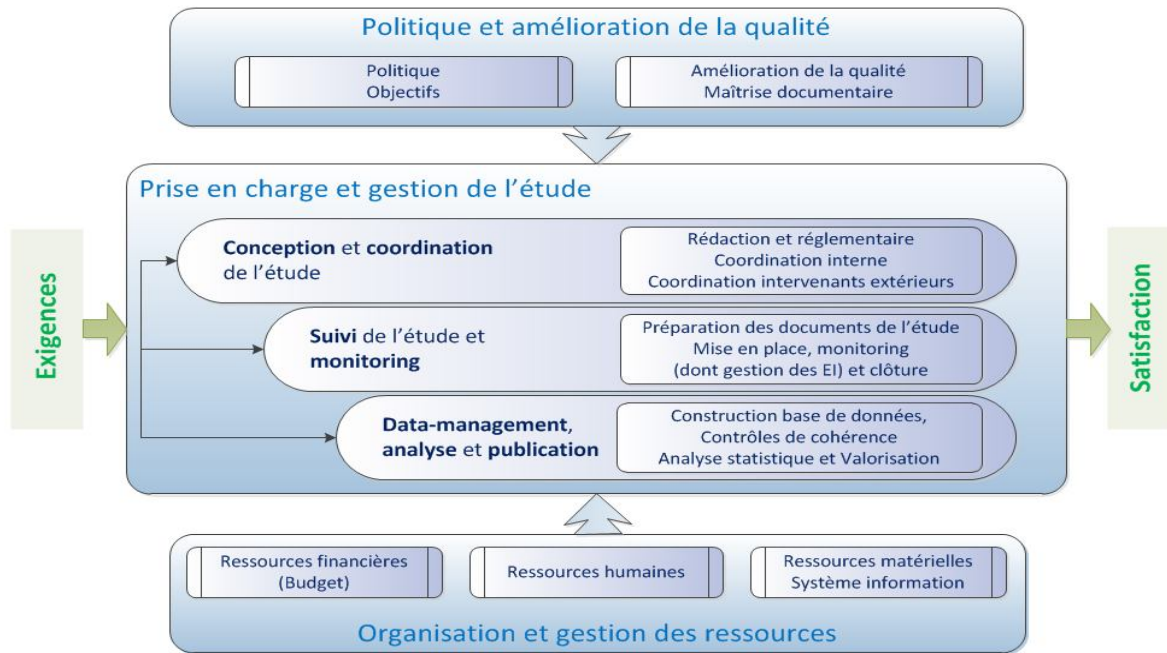 Politique et amélioration de la qualité
Politique
Objectifs
Amélioration de la qualité
Maîtrise documentaire
Prise en charge et gestion de l'étude
Exigences
Conception et coordination
de l'étude
Rédaction et réglementaire
Coordination interne
Coordination intervenants extérieurs
Suivi de l'étude et
monitoring
Préparation des documents de l'étude
Mise en place, monitoring
(dont gestion des EI) et clôture
Data-management,
analyse et publication
Construction base de données,
Contrôles de cohérence
Analyse statistique et Valorisation
Satisfaction
Ressources financières
(Budget)
Ressources humaines
Ressources matérielles
Système information
Organisation et gestion des ressources